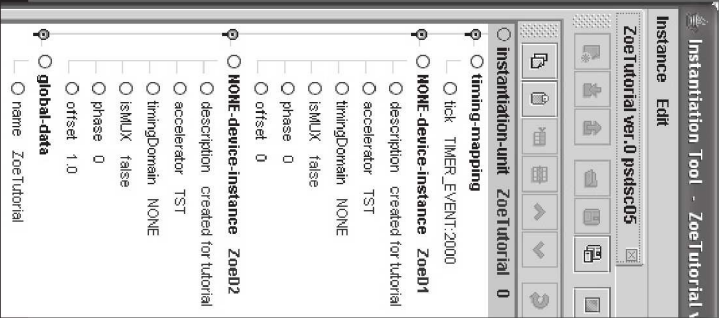 Instantiation Tool - ZoeTutorial v
Instance Edit
ZoeTutorial ver.0 psdsc05
instantiation-unit ZoeTutorial 0
timing-mapping
tick TIMER_EVENT:2000
NONE-device-instance ZoeD1
description created for tutorial
accelerator TST
timingDomain NONE
isMUX false
phase 0
offset 0
NONE-device-instance ZoeD2
description created for tutorial
accelerator TST
timingDomain NONE
isMUX false
phase 0
offset 1.0
global-data
name ZoeTutorial